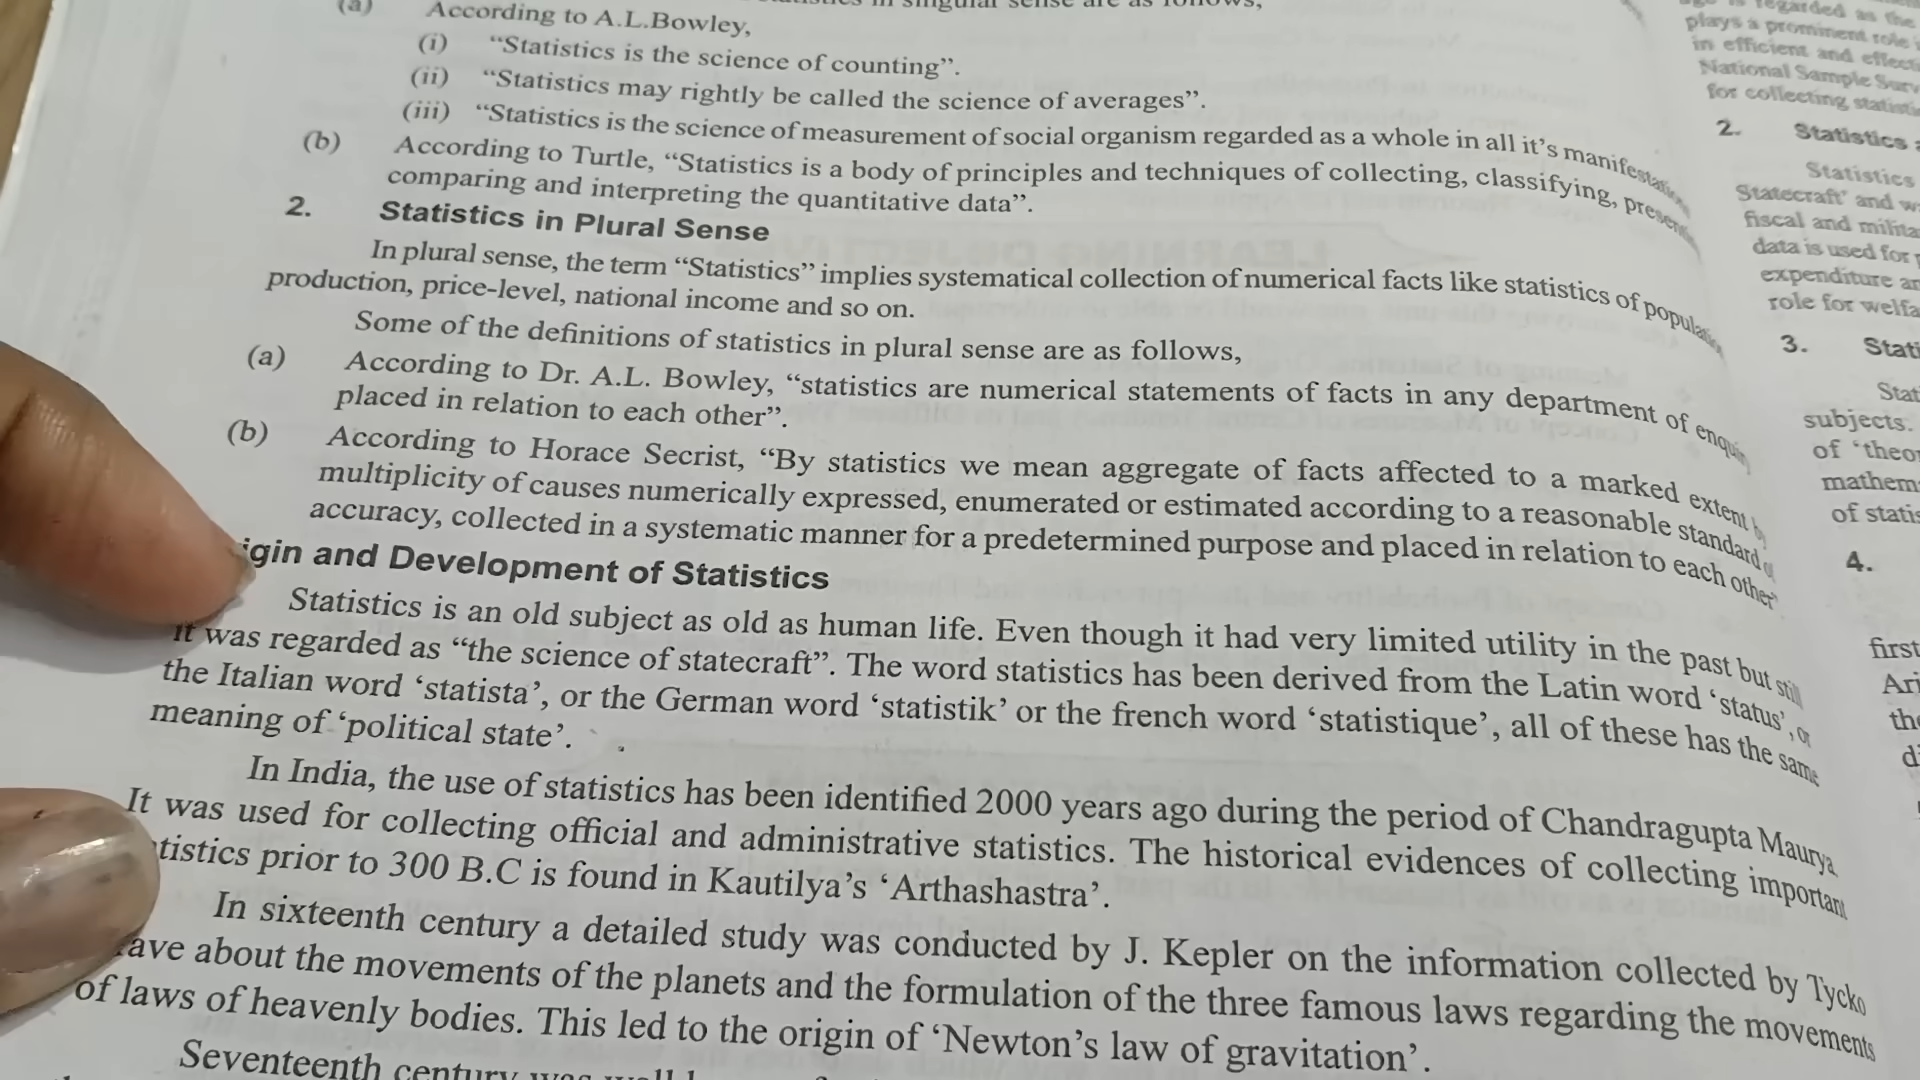 (a) According to A.L.Bowley,
(i) “Statistics is the science of counting”.
(ii) “Statistics may rightly be called the science of averages”.
(iii) “Statistics is the science of measurement of social organism regarded as a whole in all it’s manifestations
(b) According to Turtle, “Statistics is a body of principles and techniques of collecting, classifying, presen
comparing and interpreting the quantitative data”.
2. Statistics in Plural Sense
In plural sense, the term “Statistics” implies systematical collection of numerical facts like statistics of population
production, price-level, national income and so on.
Some of the definitions of statistics in plural sense are as follows,
(a) According to Dr. A.L. Bowley, “statistics are numerical statements of facts in any department of enquiry
placed in relation to each other”.
(b) According to Horace Secrist, “By statistics we mean aggregate of facts affected to a marked extent by
multiplicity of causes numerically expressed, enumerated or estimated according to a reasonable standard of
accuracy, collected in a systematic manner for a predetermined purpose and placed in relation to each other”
igin and Development of Statistics
Statistics is an old subject as old as human life. Even though it had very limited utility in the past but still
it was regarded as “the science of statecraft”. The word statistics has been derived from the Latin word ‘status’, or
the Italian word ‘statista’, or the German word ‘statistik’ or the french word ‘statistique’, all of these has the same
meaning of ‘political state’.
In India, the use of statistics has been identified 2000 years ago during the period of Chandragupta Maurya
It was used for collecting official and administrative statistics. The historical evidences of collecting important
tistics prior to 300 B.C is found in Kautilya’s ‘Arthashastra’.
In sixteenth century a detailed study was conducted by J. Kepler on the information collected by Tycko
ave about the movements of the planets and the formulation of the three famous laws regarding the movements
of laws of heavenly bodies. This led to the origin of ‘Newton’s law of gravitation’.
Seventeenth century was
regarded as the
plays a prominent role
in efficient and effecti
National Sample Surv
for collecting statisti
2. Statistics
Statistics
Statecraft’ and w
fiscal and milita
data is used for p
expenditure an
role for welfa
3. Stati
Stat
subjects.
of ‘theor
mathem
of statis
4.
first
Ari
the